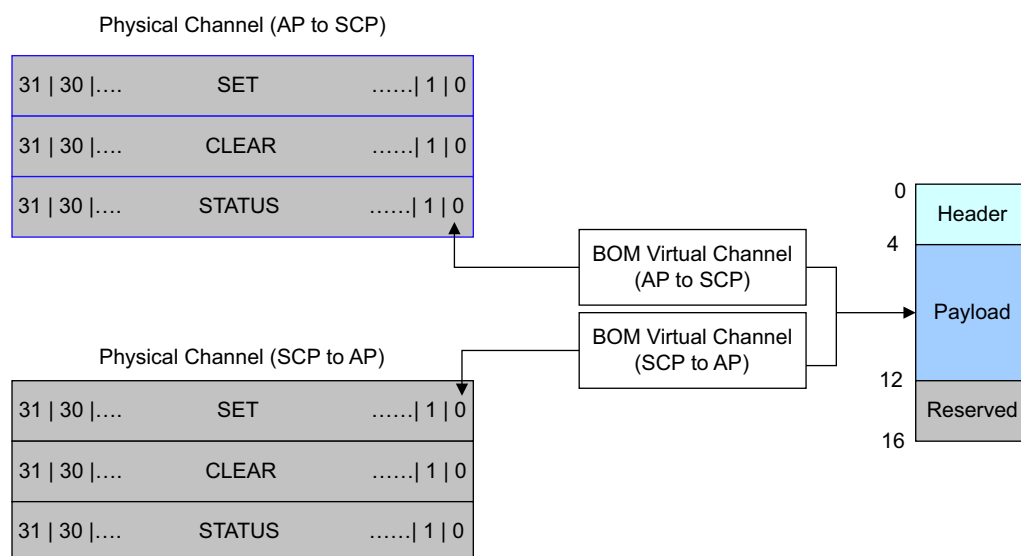 Physical Channel (AP to SCP)
31 | 30 |…. SET ……| 1 | 0
31 | 30 |…. CLEAR ……| 1 | 0
31 | 30 |…. STATUS ……| 1 | 0
BOM Virtual Channel
(AP to SCP)
BOM Virtual Channel
(SCP to AP)
Physical Channel (SCP to AP)
31 | 30 |…. SET ……| 1 | 0
31 | 30 |…. CLEAR ……| 1 | 0
31 | 30 |…. STATUS ……| 1 | 0
0
Header
4
Payload
12
Reserved
16